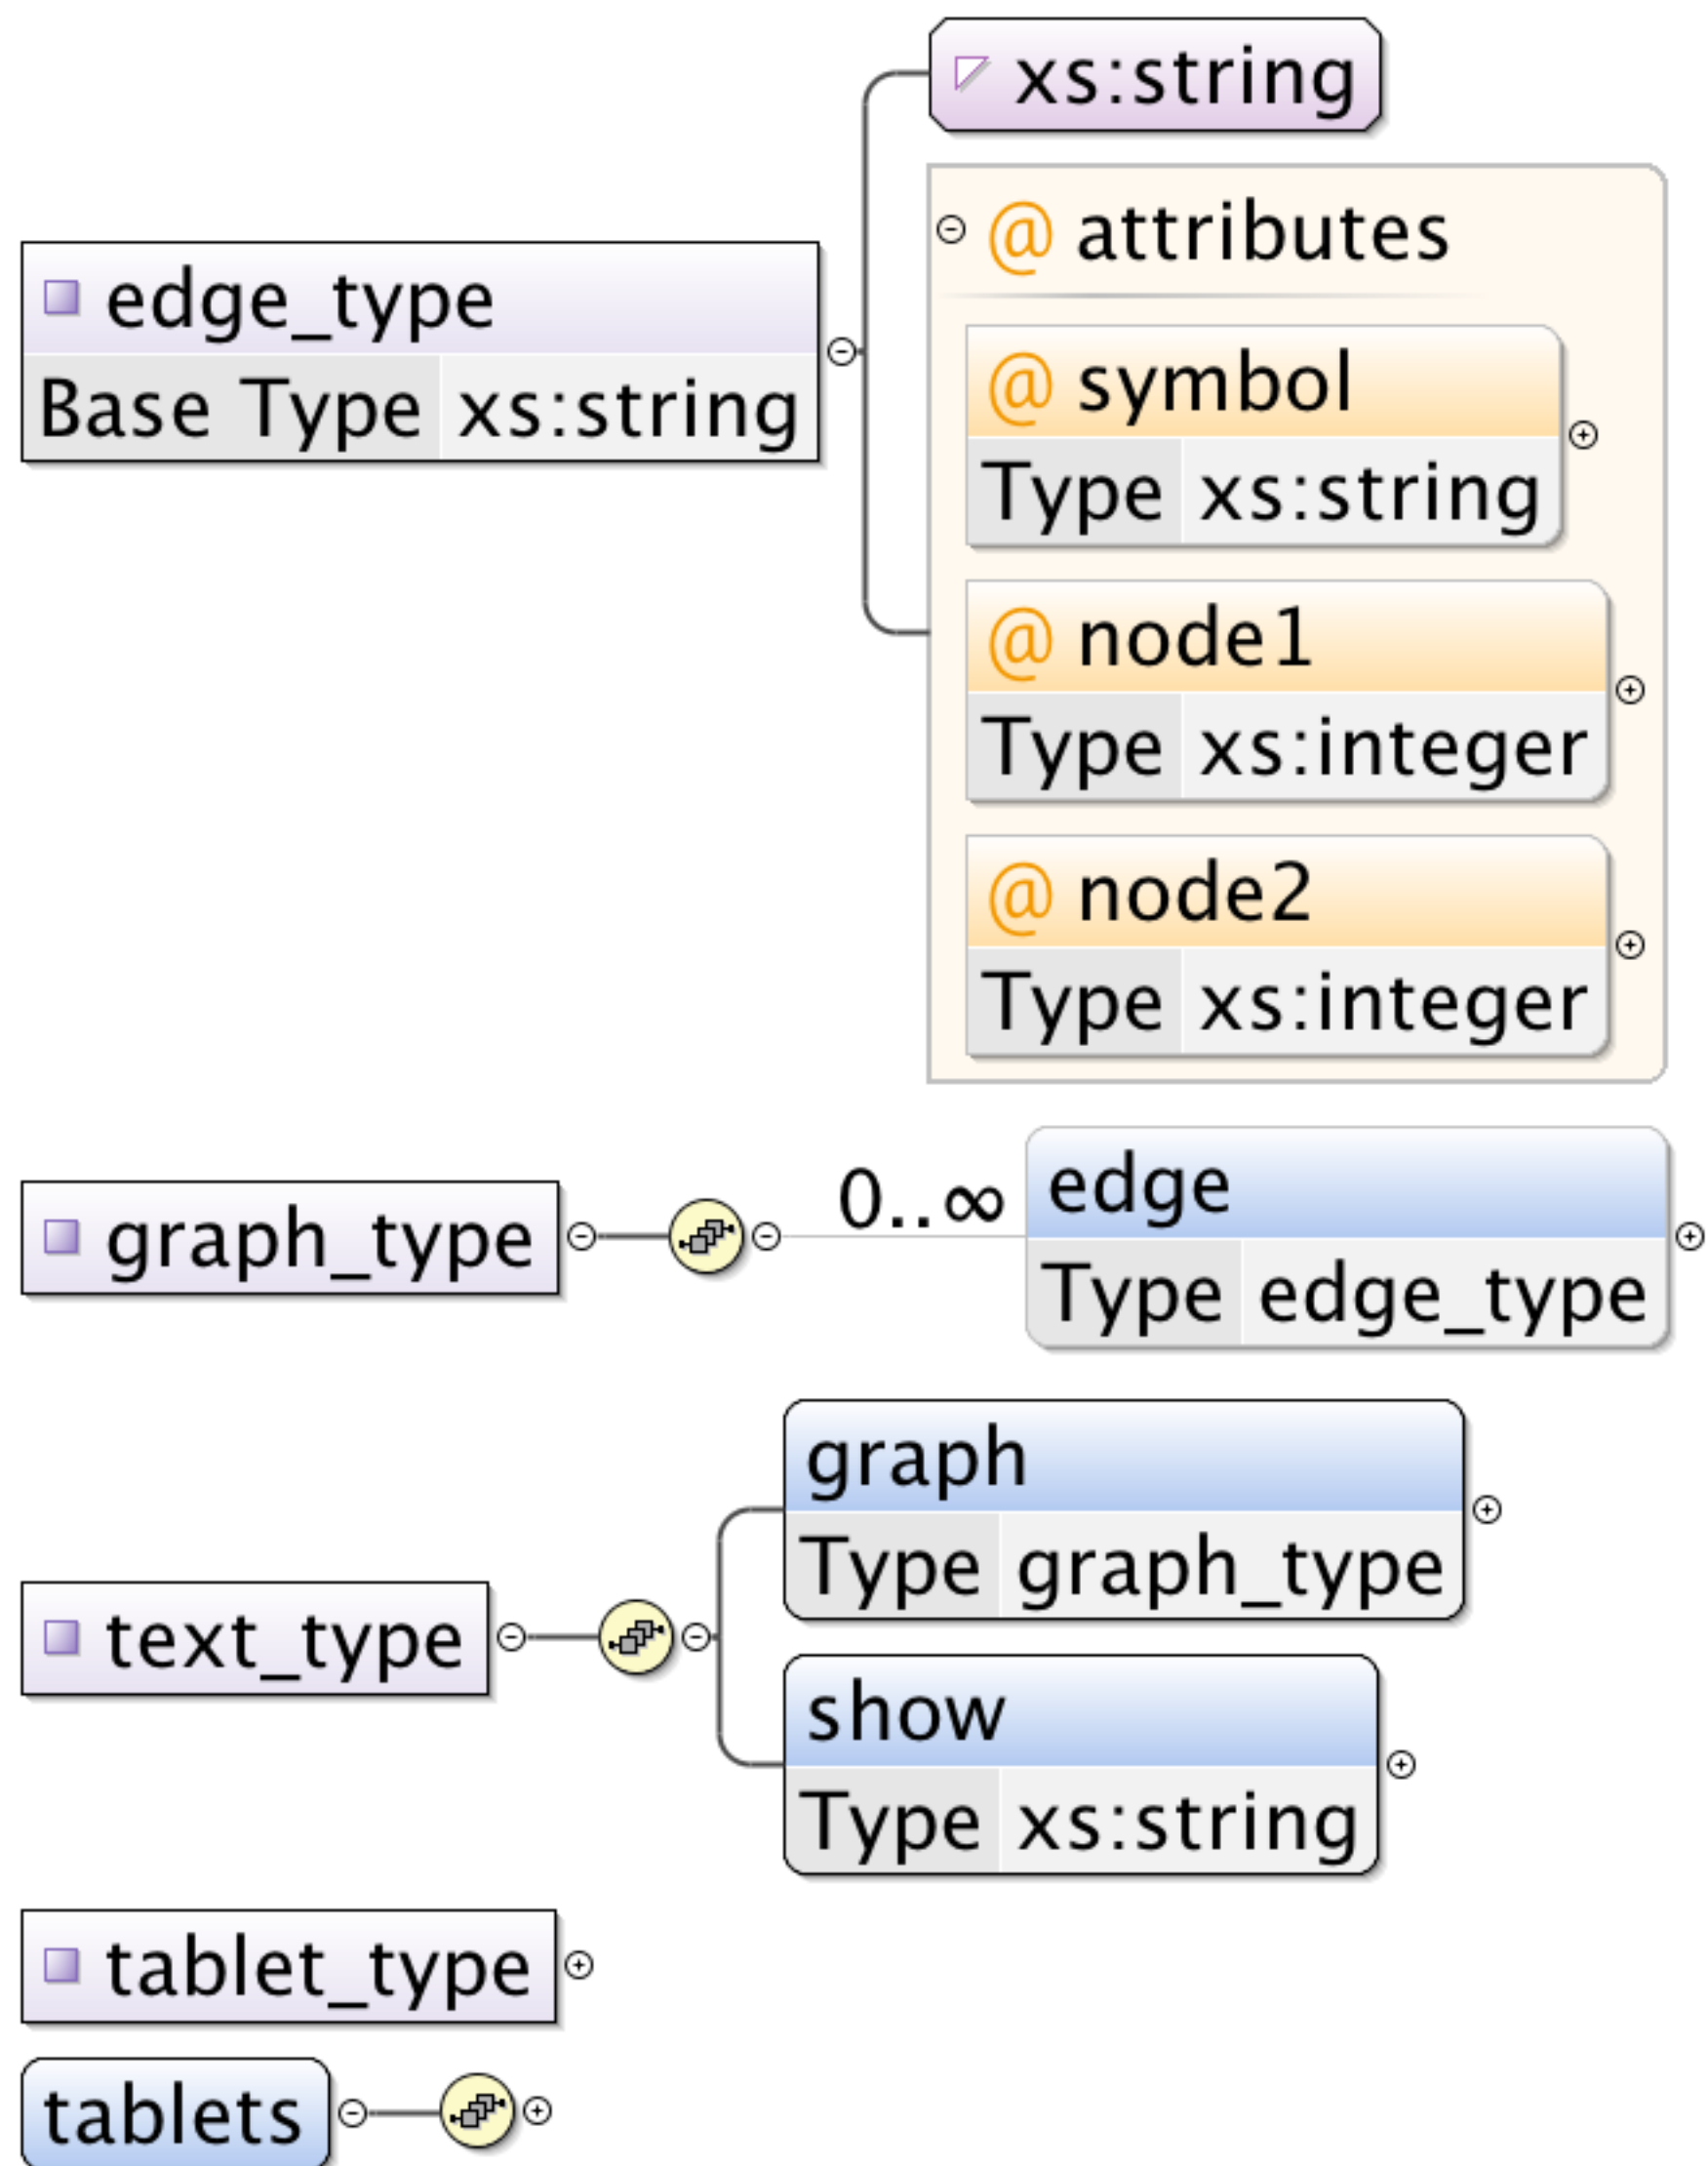 xs:string
@ attributes
edge_type
Base Type xs:string
@ symbol
Type xs:string
@ node1
Type xs:integer
@ node2
Type xs:integer
graph_type
0..∞
edge
Type edge_type
text_type
graph
Type graph_type
show
Type xs:string
tablet_type
tablets